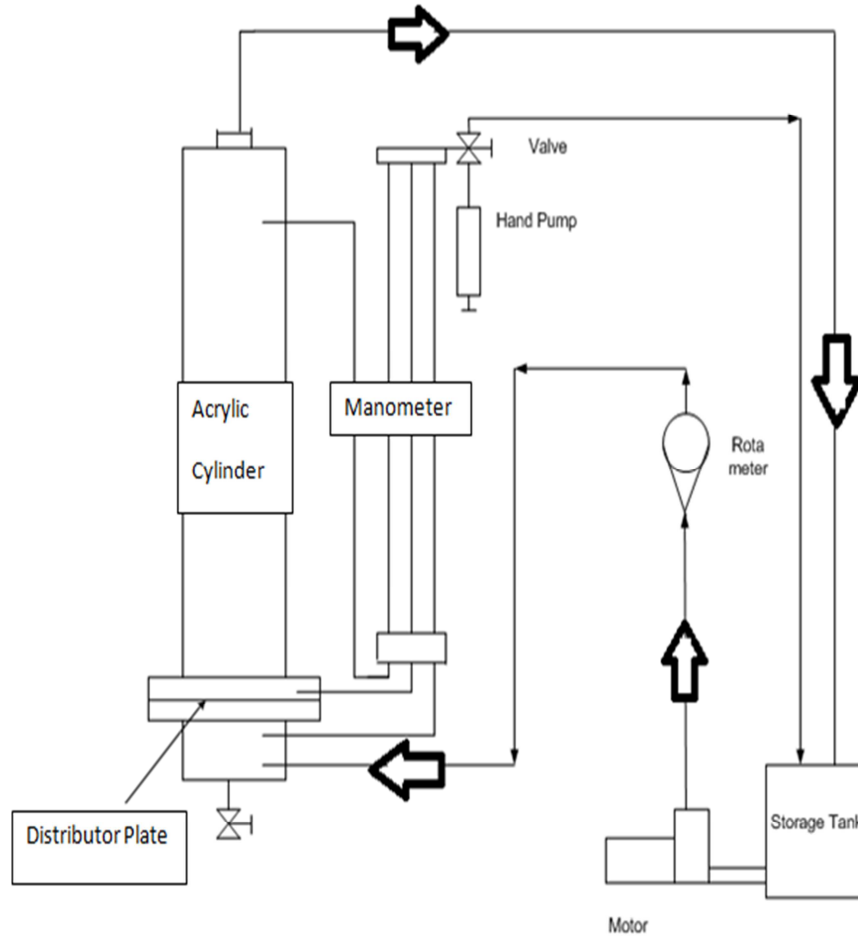 Valve
Hand Pump
Acrylic
Cylinder
Manometer
Rota
meter
Distributor Plate
Storage Tank
Motor